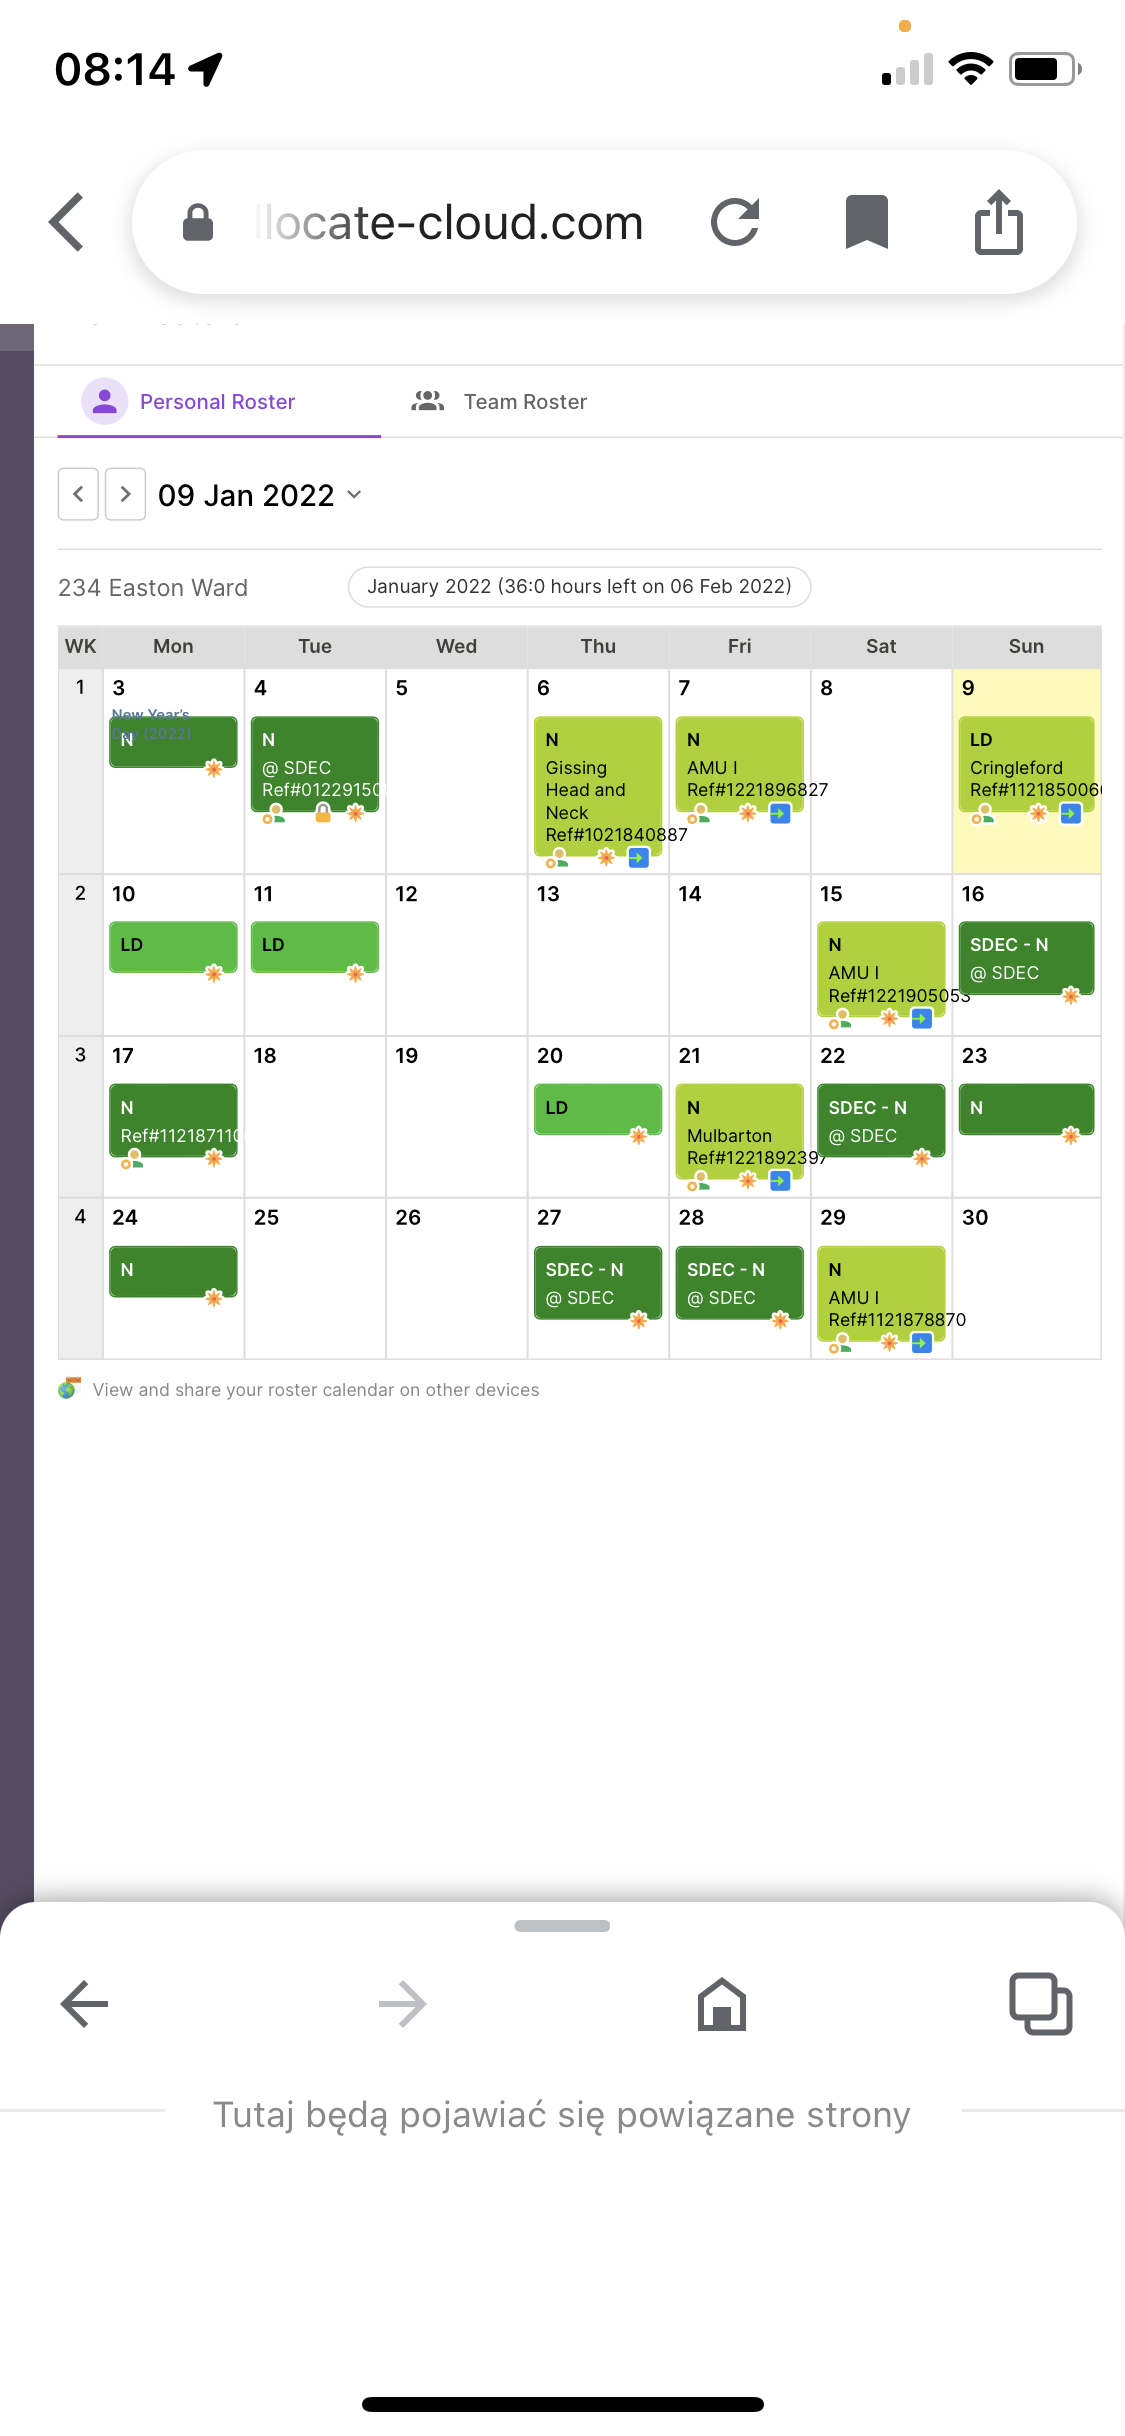 08:14
llocate-cloud.com
Personal Roster
Team Roster
09 Jan 2022
234 Easton Ward
January 2022 (36:0 hours left on 06 Feb 2022)
WK Mon Tue Wed Thu Fri Sat Sun
1
3
New Year's
Day (2022)
N
4
N
@ SDEC
Ref#01229150
5
6
N
Gissing
Head and
Neck
Ref#1021840887
7
N
AMU I
Ref#1221896827
8
9
LD
Cringleford
Ref#112185006
2
10
LD
11
LD
12
13
14
15
N
AMU I
Ref#1221905053
16
SDEC - N
@ SDEC
3
17
N
Ref#112187110
18
19
20
LD
21
N
Mulbarton
Ref#1221892397
22
SDEC - N
@ SDEC
23
N
4
24
N
25
26
27
SDEC - N
@ SDEC
28
SDEC - N
@ SDEC
29
N
AMU I
Ref#1121878870
30
View and share your roster calendar on other devices
Tutaj będą pojawiać się powiązane strony